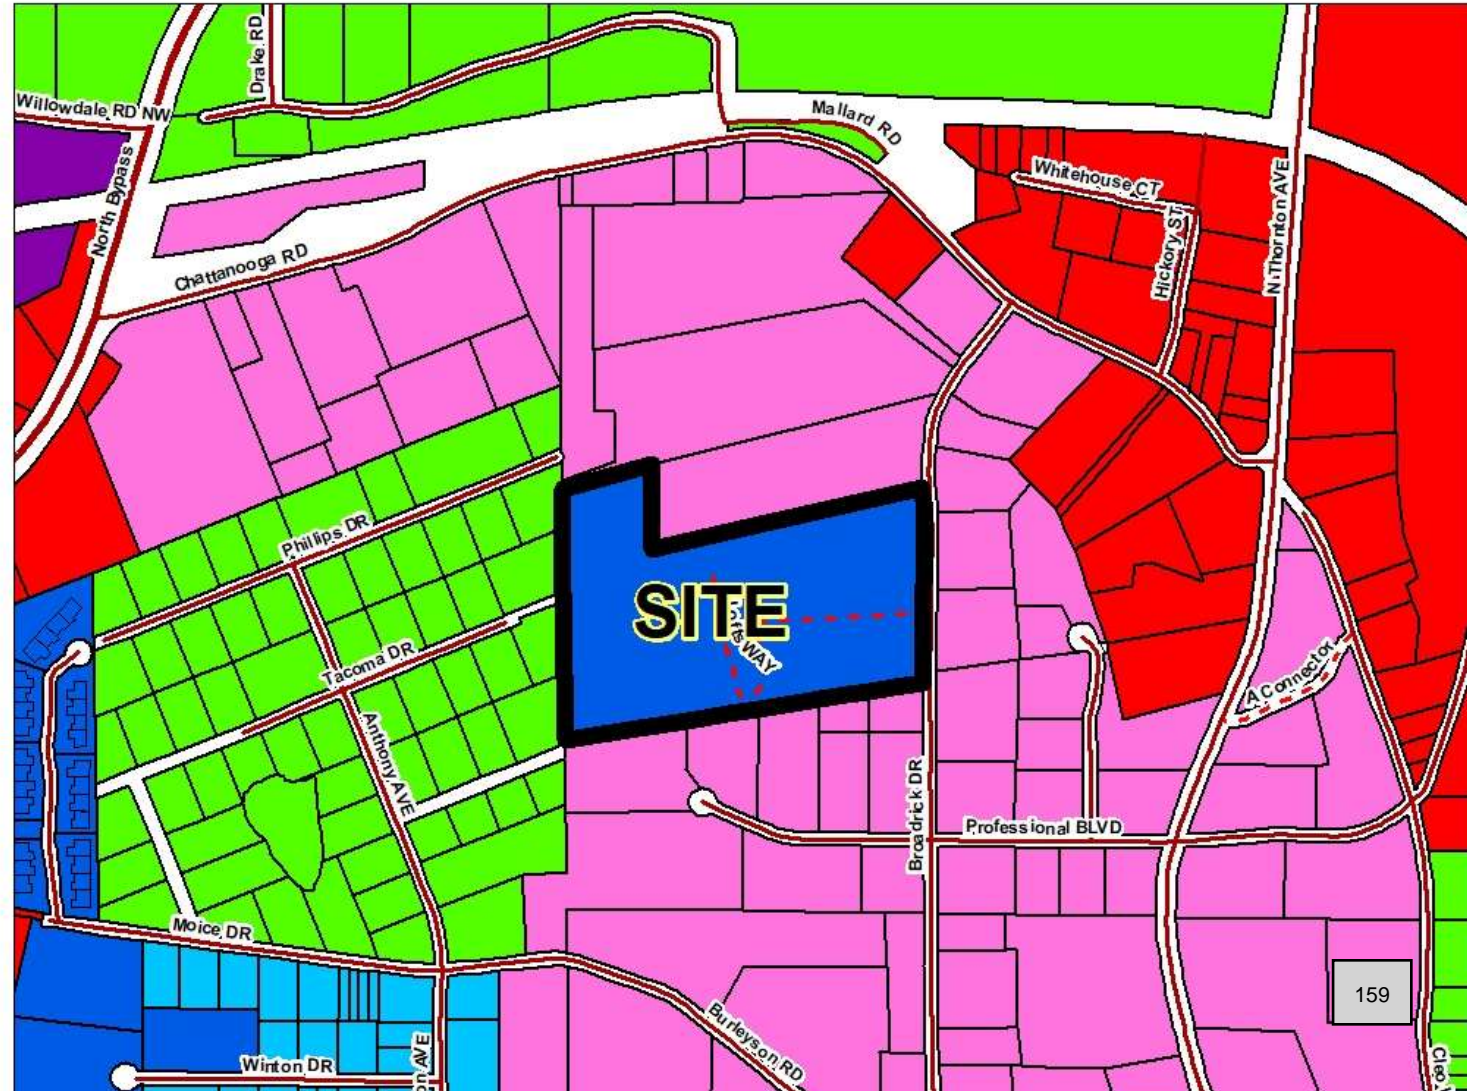 Drake RD
Willowdale RD NW
Mallard RD
North Bypass
Whitehouse CT
N Thornton AVE
Hickory ST
Chattanooga RD
Phillips DR
SITE
WAY
Tacoma DR
A Connector
Anthony AVE
Broadrick DR
Professional BLVD
Moice DR
159
Burleyson RD
Winton DR
on AVE
Cleo